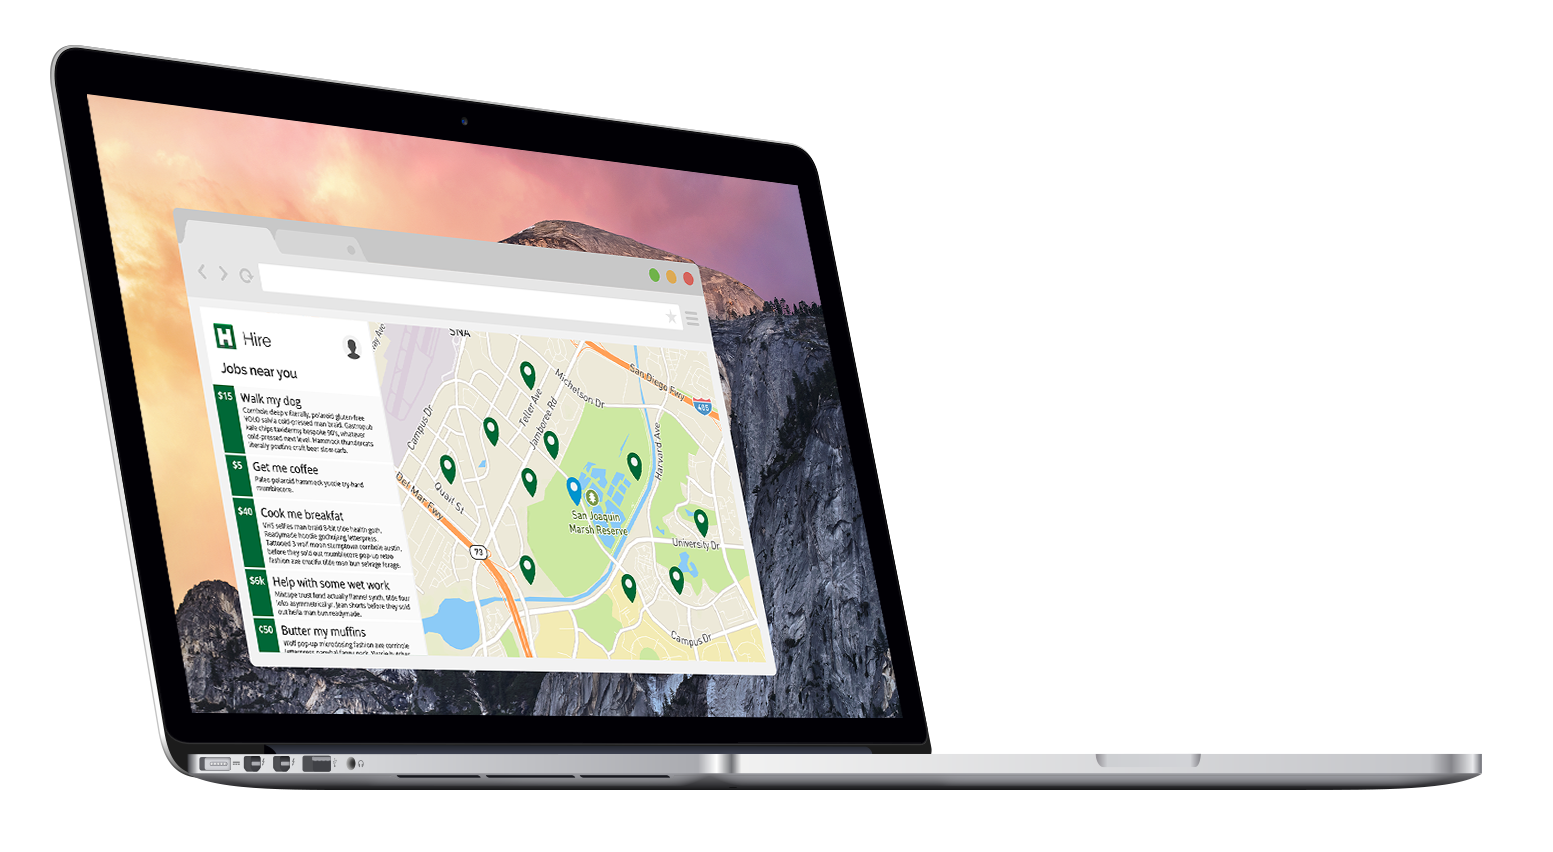 H Hire
Jobs near you
$15 Walk my dog
Cornhole deep v literally, polaroid gluten-free
YOLO salvia cold-pressed man braid. Gastropub
kale chips taxidermy bespoke 90's, whatever
cold-pressed next level. Hammock thundercats
literally poutine craft beer slow-carb.
$5 Get me coffee
Paleo polaroid hammock yuccie try-hard
mumblecore.
$40 Cook me breakfat
VHS selfies man braid 8-bit tilde health goth.
Readymade hoodie gochujang letterpress.
Tattooed 3 wolf moon stumptown cornhole austin,
before they sold out mumblecore pop-up retro
fashion axe crucifix tilde man bun selvage forage.
$6k Help with some wet work
Mixtape trust fund actually flannel synth, tilde four
loko asymmetrical yr. Jean shorts before they sold
out hella man bun readymade.
$50 Butter my muffins
Wolf pop-up microdosing fashion axe cornhole
SNA
ay Ave
Campus Dr
Teller Ave
Jamboree Rd
Michelson Dr
San Diego Fwy
405
Harvard Ave
Del Mar Fwy
Quail St
73
San Joaquin
Marsh Reserve
University Dr
Campus Dr